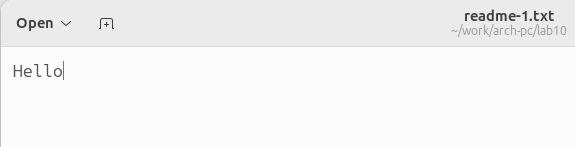 Open
readme-1.txt
~/work/arch-pc/lab10
Hello